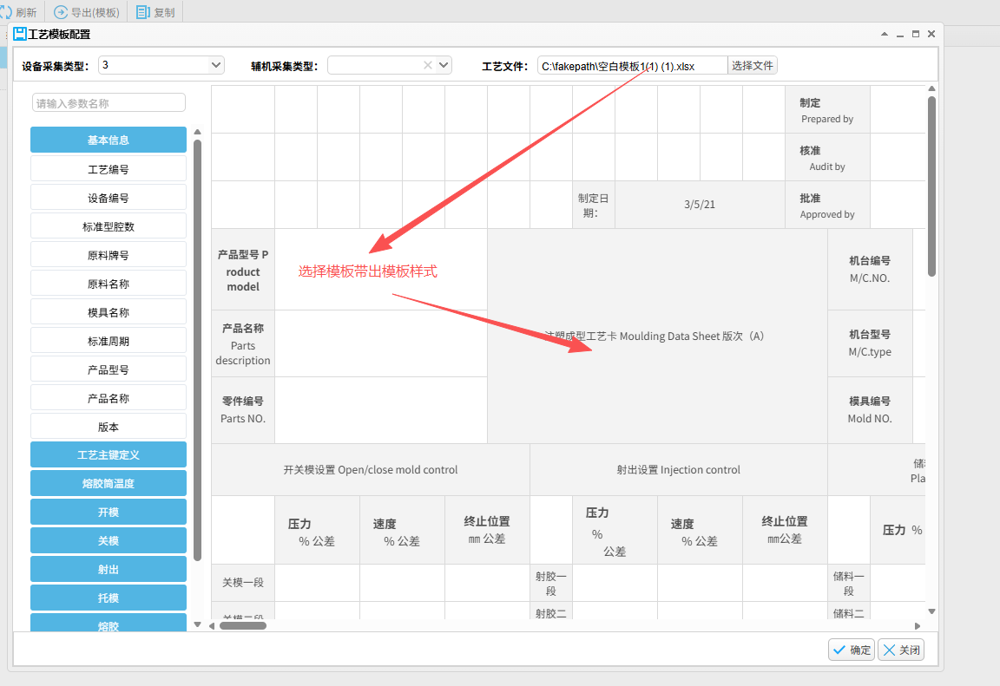 刷新 导出(模板) 复制
工艺模板配置
设备采集类型： 3 辅机采集类型： 工艺文件： C:\fakepath\空白模板1(1) (1).xlsx 选择文件
请输入参数名称
基本信息
工艺编号
设备编号
标准型腔数
原料牌号
原料名称
模具名称
标准周期
产品型号
产品名称
版本
工艺主键定义
熔胶筒温度
开模
关模
射出
托模
熔胶
制定
Prepared by
核准
Audit by
制定日
期：
3/5/21
批准
Approved by
产品型号 P
roduct
model
选择模板带出模板样式
机台编号
M/C.NO.
产品名称
Parts
description
注塑成型工艺卡 Moulding Data Sheet 版次（A）
机台型号
M/C.type
零件编号
Parts NO.
模具编号
Mold NO.
开关模设置 Open/close mold control
射出设置 Injection control
储
Pla
压力
% 公差
速度
% 公差
终止位置
mm 公差
压力
%
公差
速度
% 公差
终止位置
mm公差
压力 %
关模一段
射胶一
段
储料一
段
关模二段
射胶二
储料二
确定 关闭